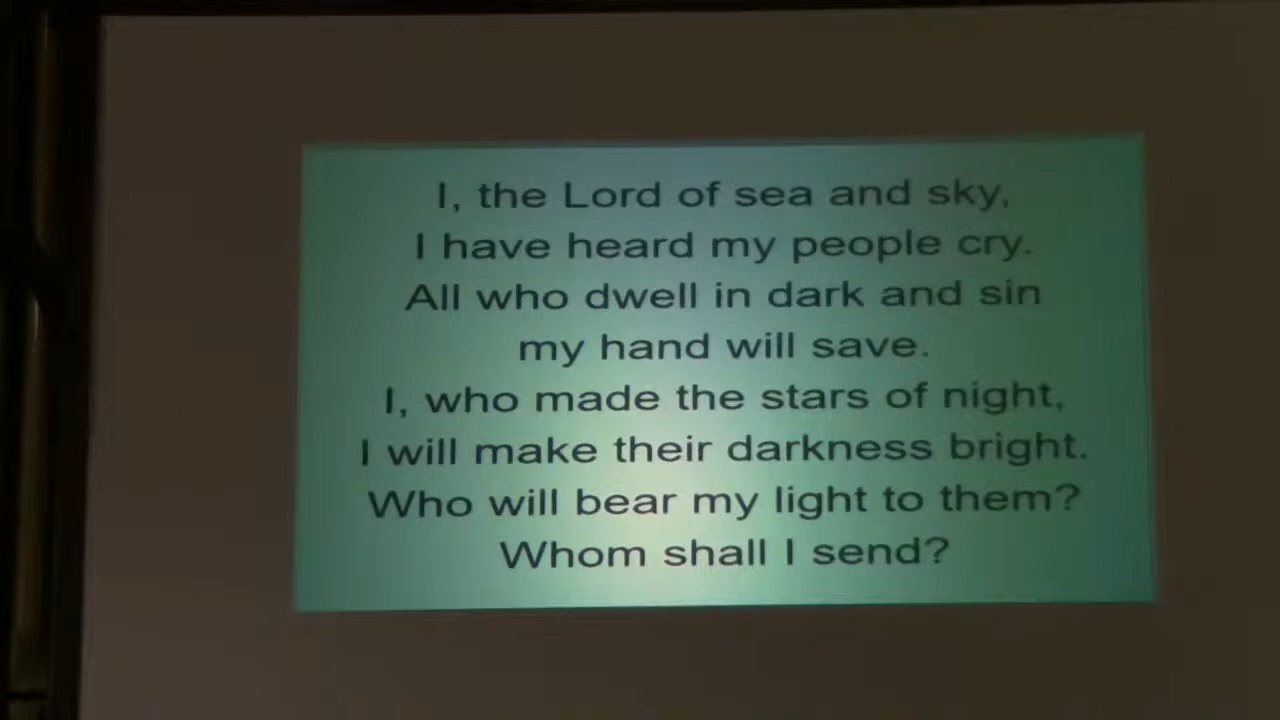 I, the Lord of sea and sky,
I have heard my people cry.
All who dwell in dark and sin
my hand will save.
I, who made the stars of night,
I will make their darkness bright.
Who will bear my light to them?
Whom shall I send?